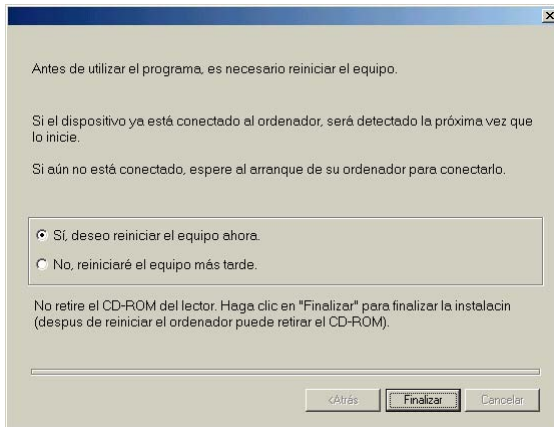 Antes de utilizar el programa, es necesario reiniciar el equipo.
Si el dispositivo ya está conectado al ordenador, será detectado la próxima vez que
lo inicie.
Si aún no está conectado, espere al arranque de su ordenador para conectarlo.
Sí, deseo reiniciar el equipo ahora.
No, reiniciaré el equipo más tarde.
No retire el CD-ROM del lector. Haga clic en "Finalizar" para finalizar la instalacin
(despus de reiniciar el ordenador puede retirar el CD-ROM).
<Atrás
Finalizar
Cancelar